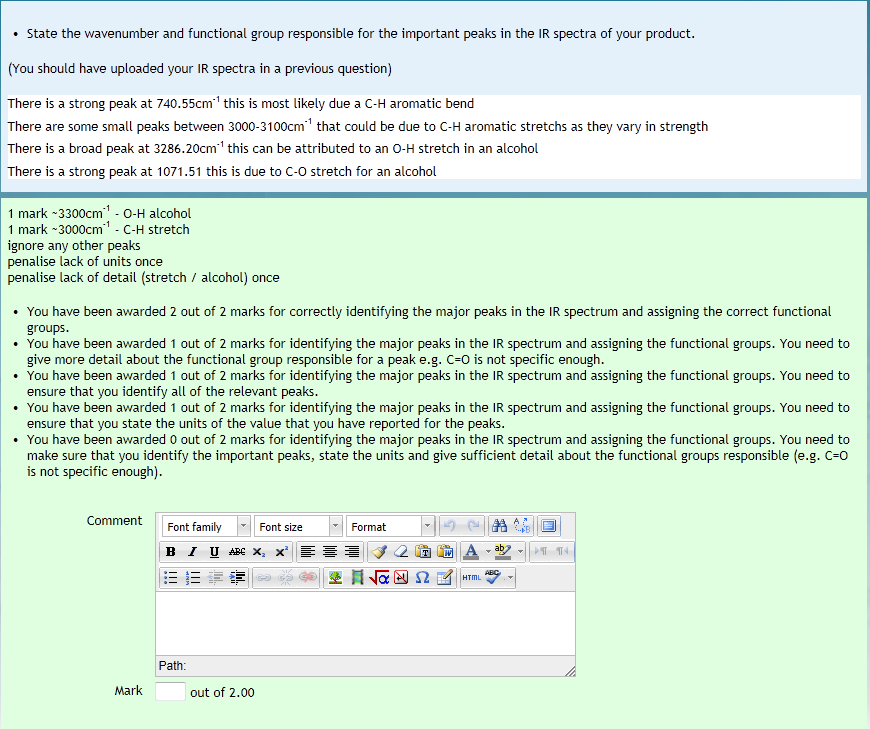 • State the wavenumber and functional group responsible for the important peaks in the IR spectra of your product.
(You should have uploaded your IR spectra in a previous question)
There is a strong peak at 740.55cm⁻¹ this is most likely due a C-H aromatic bend
There are some small peaks between 3000-3100cm⁻¹ that could be due to C-H aromatic stretchs as they vary in strength
There is a broad peak at 3286.20cm⁻¹ this can be attributed to an O-H stretch in an alcohol
There is a strong peak at 1071.51 this is due to C-O stretch for an alcohol
1 mark ~3300cm⁻¹ - O-H alcohol
1 mark ~3000cm⁻¹ - C-H stretch
ignore any other peaks
penalise lack of units once
penalise lack of detail (stretch / alcohol) once
• You have been awarded 2 out of 2 marks for correctly identifying the major peaks in the IR spectrum and assigning the correct functional
groups.
• You have been awarded 1 out of 2 marks for identifying the major peaks in the IR spectrum and assigning the functional groups. You need to
give more detail about the functional group responsible for a peak e.g. C=O is not specific enough.
• You have been awarded 1 out of 2 marks for identifying the major peaks in the IR spectrum and assigning the functional groups. You need to
ensure that you identify all of the relevant peaks.
• You have been awarded 1 out of 2 marks for identifying the major peaks in the IR spectrum and assigning the functional groups. You need to
ensure that you state the units of the value that you have reported for the peaks.
• You have been awarded 0 out of 2 marks for identifying the major peaks in the IR spectrum and assigning the functional groups. You need to
make sure that you identify the important peaks, state the units and give sufficient detail about the functional groups responsible (e.g. C=O
is not specific enough).
Comment
Font family Font size Format
B I U ABC X₂ X² A ab
√α Ω HTML ABC
Path:
Mark out of 2.00